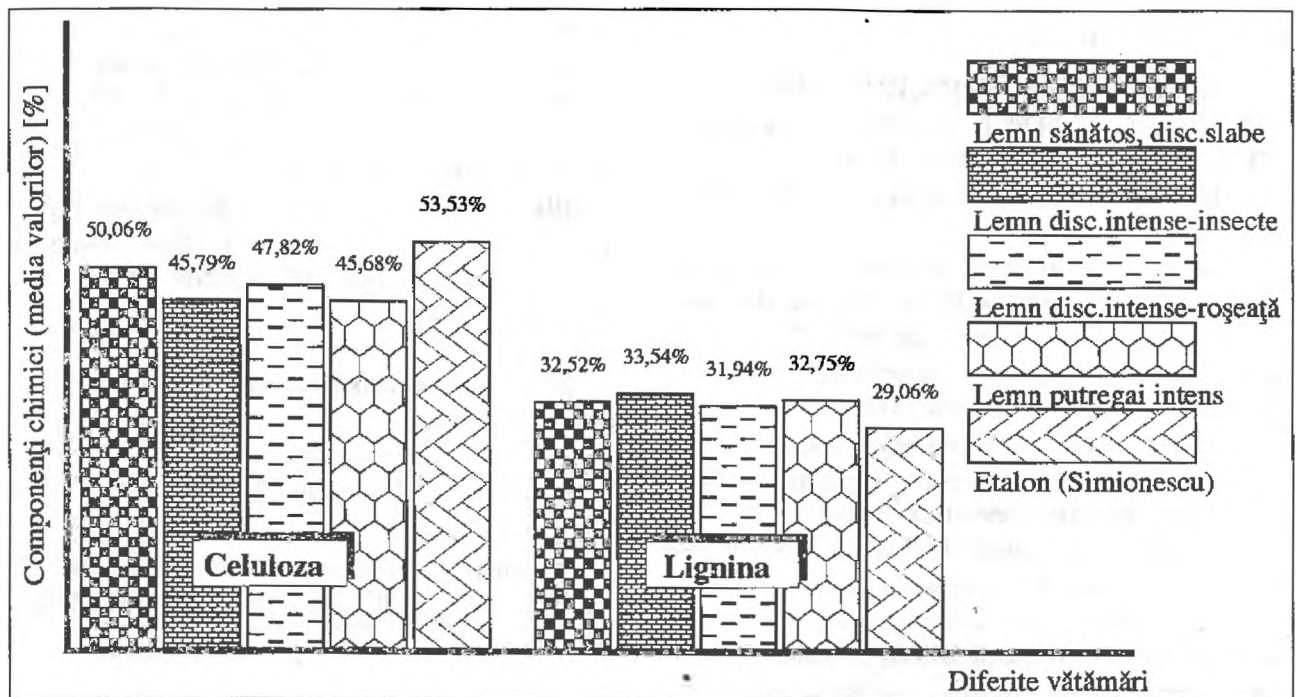 Componenti chimici (media valorilor) [%]
50,06%
45,79%
47,82%
45,68%
53,53%
32,52%
33,54%
31,94%
32,75%
29,06%
Celuloza
Lignina
Lemn sănătos, disc.slabe
Lemn disc.intense-insecte
Lemn disc.intense-roşeaţă
Lemn putregai intens
Etalon (Simionescu)
Diferite vătămări